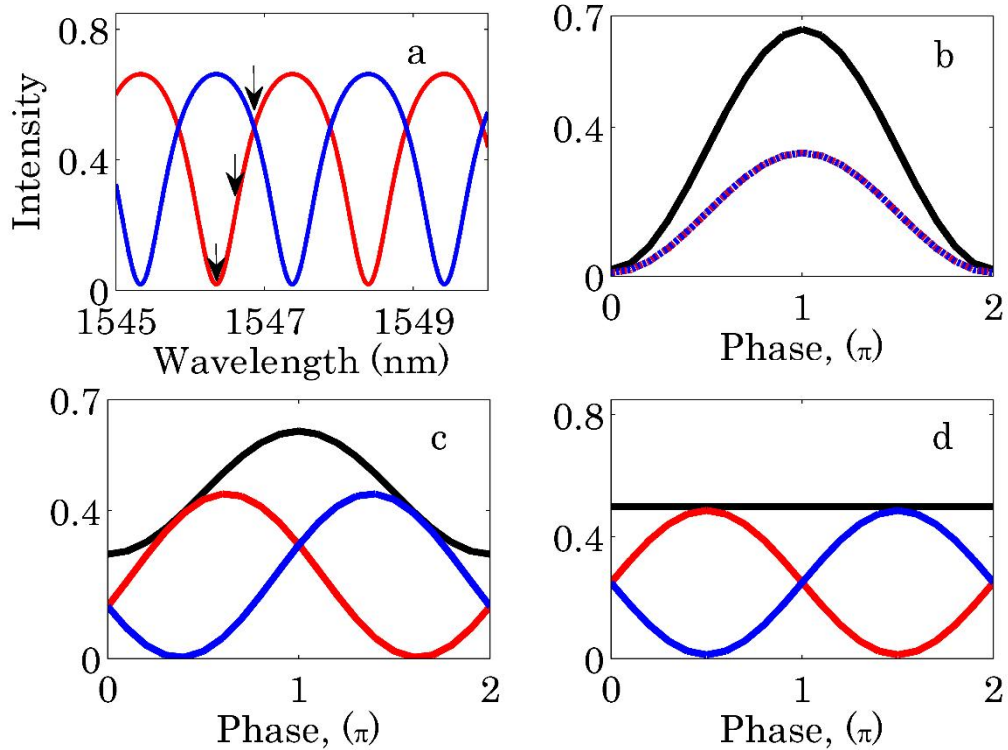 a
0.8
0.4
0
Intensity
1545 1547 1549
Wavelength (nm)
b
0.7
0.4
0
0 1 2
Phase, (π)
c
0.7
0.4
0
0 1 2
Phase, (π)
d
0.8
0.4
0
0 1 2
Phase, (π)